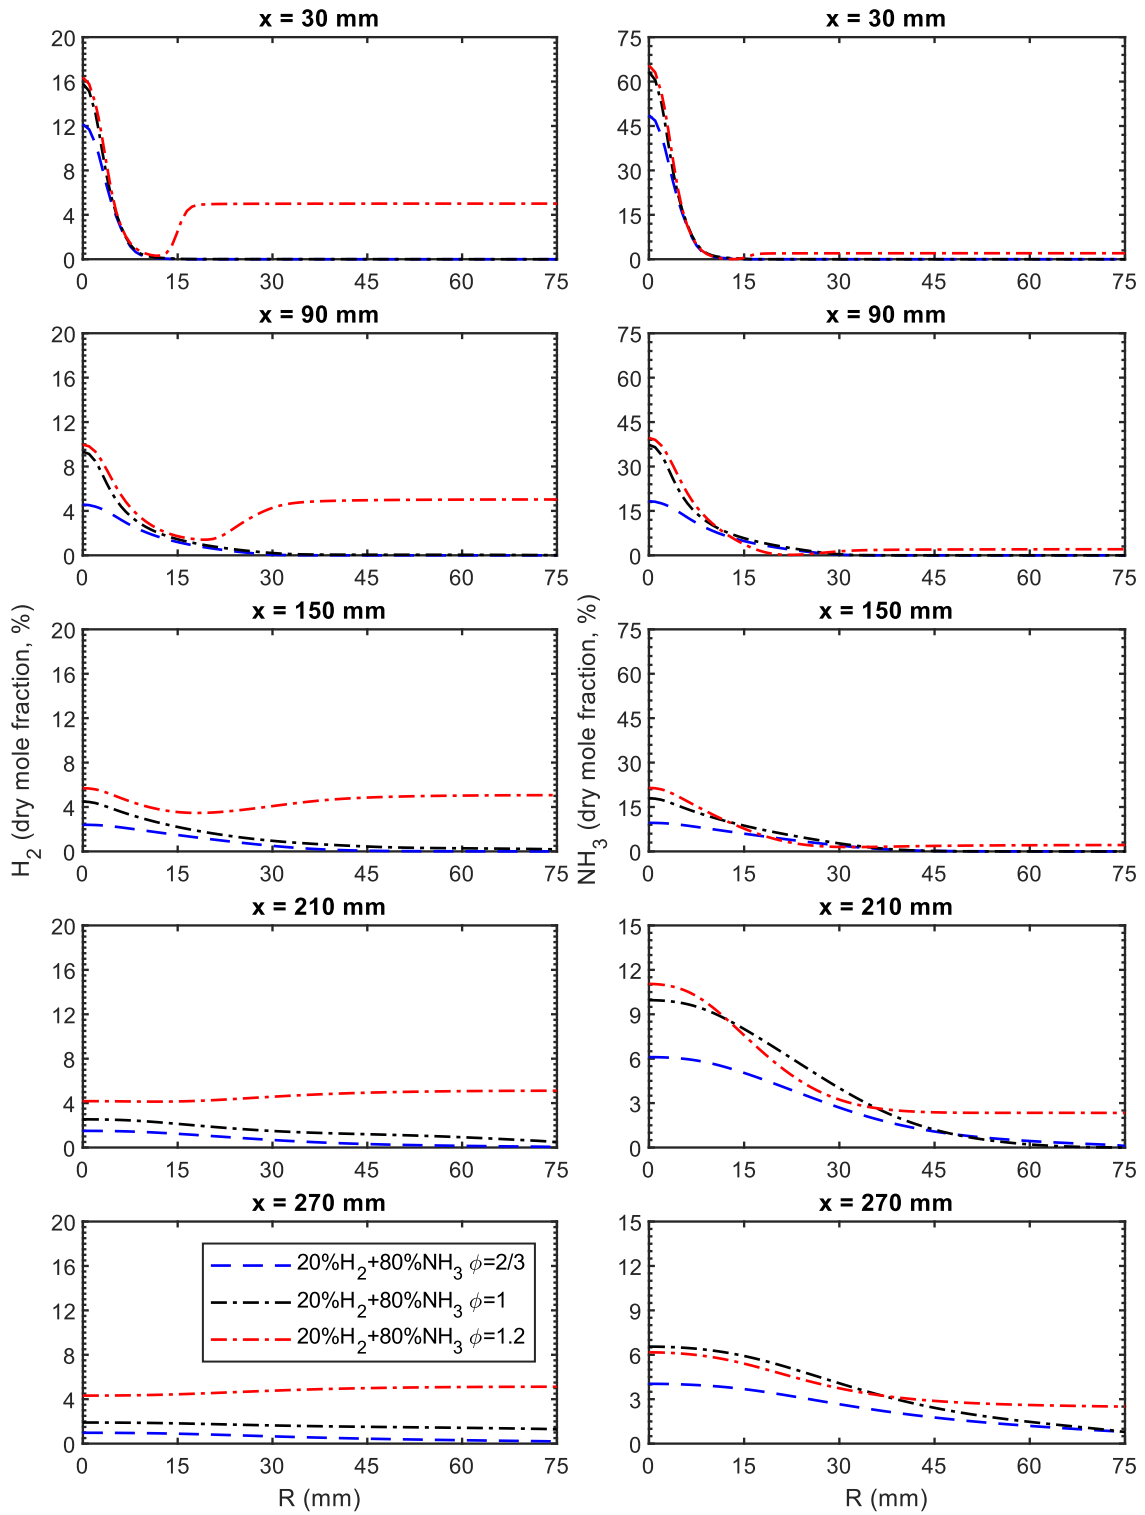 x = 30 mm
x = 30 mm
20
16
12
8
4
0
0 15 30 45 60 75
75
60
45
30
15
0
0 15 30 45 60 75
x = 90 mm
x = 90 mm
20
16
12
8
4
0
0 15 30 45 60 75
75
60
45
30
15
0
0 15 30 45 60 75
x = 150 mm
x = 150 mm
20
16
12
8
4
0
0 15 30 45 60 75
75
60
45
30
15
0
0 15 30 45 60 75
H2 (dry mole fraction, %)
NH3 (dry mole fraction, %)
x = 210 mm
x = 210 mm
20
16
12
8
4
0
0 15 30 45 60 75
15
12
9
6
3
0
0 15 30 45 60 75
x = 270 mm
x = 270 mm
20
16
12
8
4
0
0 15 30 45 60 75
20%H2+80%NH3 ϕ=2/3
20%H2+80%NH3 ϕ=1
20%H2+80%NH3 ϕ=1.2
15
12
9
6
3
0
0 15 30 45 60 75
R (mm)
R (mm)